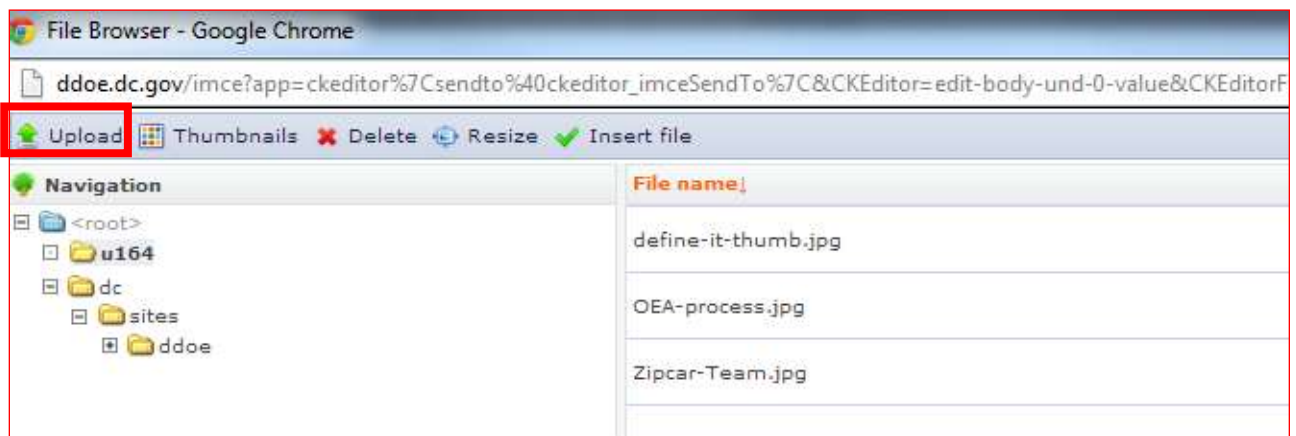 File Browser - Google Chrome
ddoe.dc.gov/imce?app=ckeditor%7Csendto%40ckeditor_imceSendTo%7C&CKEditor=edit-body-und-0-value&CKEditorF
Upload Thumbnails Delete Resize Insert file
Navigation
<root>
u164
dc
sites
ddoe
File name↓
define-it-thumb.jpg
OEA-process.jpg
Zipcar-Team.jpg